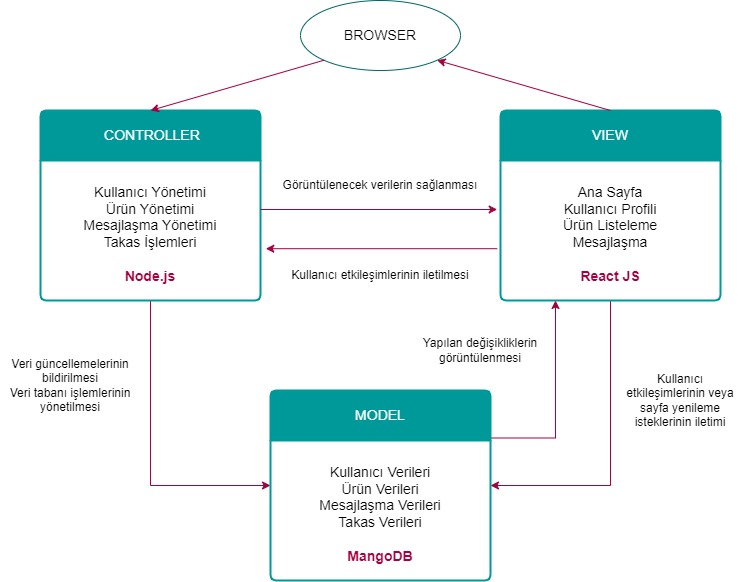 BROWSER
CONTROLLER
Kullanıcı Yönetimi
Ürün Yönetimi
Mesajlaşma Yönetimi
Takas İşlemleri
Node.js
Görüntülenecek verilerin sağlanması
Kullanıcı etkileşimlerinin iletilmesi
VIEW
Ana Sayfa
Kullanıcı Profili
Ürün Listeleme
Mesajlaşma
React JS
Veri güncellemelerinin
bildirilmesi
Veri tabanı işlemlerinin
yönetilmesi
Yapılan değişikliklerin
görüntülenmesi
Kullanıcı
etkileşimlerinin veya
sayfa yenileme
isteklerinin iletimi
MODEL
Kullanıcı Verileri
Ürün Verileri
Mesajlaşma Verileri
Takas Verileri
MangoDB